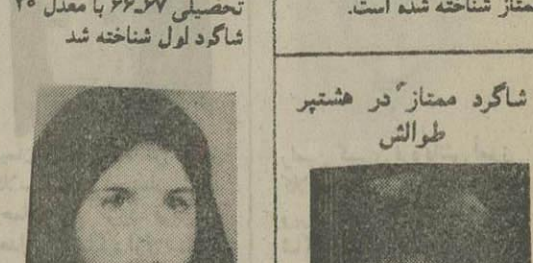 ممتاز شناخته شده است.
شاگرد ممتاز در هشتپر
طوالش
تحصیلی ۶۷-۶۶ با معدل ۲۰
شاگرد اول شناخته شد